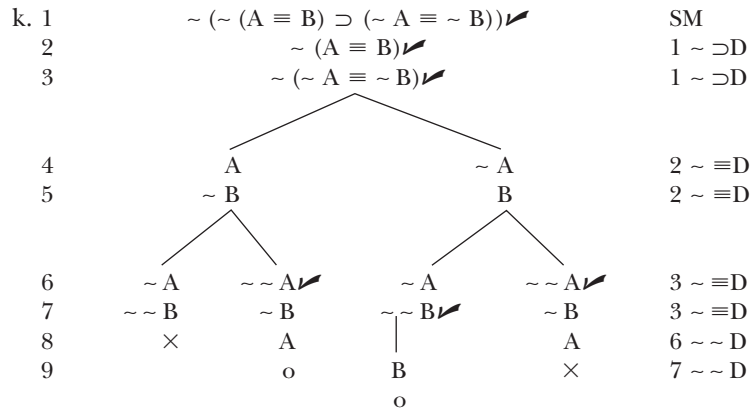 k. 1 ~ (~ (A ≡ B) ⊃ (~ A ≡ ~ B))✔ SM
2 ~ (A ≡ B)✔ 1 ~ ⊃D
3 ~ (~ A ≡ ~ B)✔ 1 ~ ⊃D
4 A ~ A 2 ~ ≡D
5 ~ B B 2 ~ ≡D
6 ~ A ~ ~ A✔ ~ A ~ ~ A✔ 3 ~ ≡D
7 ~ ~ B ~ B ~ ~ B✔ ~ B 3 ~ ≡D
8 × A A 6 ~ ~ D
9 o B × 7 ~ ~ D
o